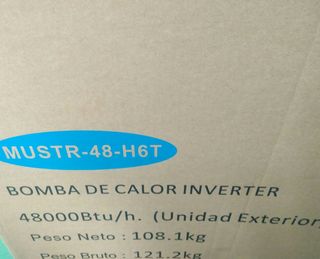 MUSTR-48-H6T
BOMBA DE CALOR INVERTER
48000Btu/h. (Unidad Exterior)
Peso Neto : 108.1kg
Peso Bruto : 121.2kg